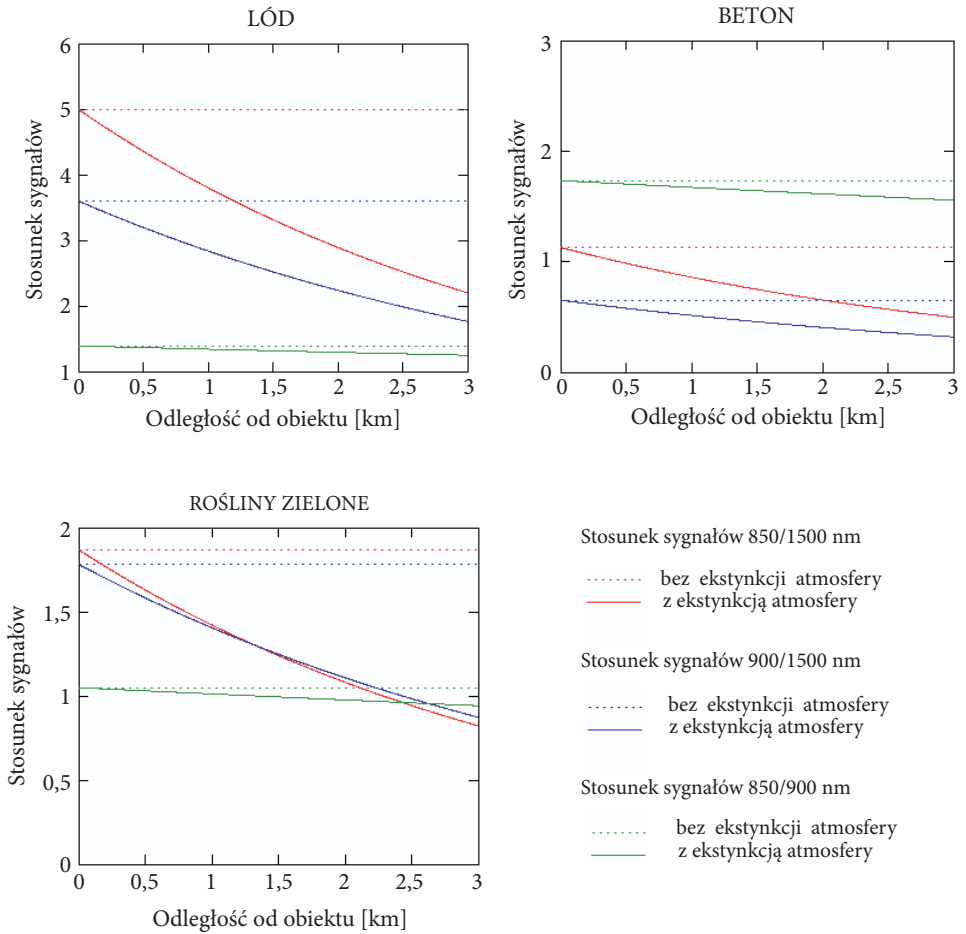 LÓD
6
5
4
3
2
1
Stosunek sygnałów
0 0,5 1 1,5 2 2,5 3
Odległość od obiektu [km]
BETON
3
2
1
0
Stosunek sygnałów
0 0,5 1 1,5 2 2,5 3
Odległość od obiektu [km]
ROŚLINY ZIELONE
2
1,5
1
0,5
0
Stosunek sygnałów
0 0,5 1 1,5 2 2,5 3
Odległość od obiektu [km]
Stosunek sygnałów 850/1500 nm
bez ekstynkcji atmosfery
z ekstynkcją atmosfery
Stosunek sygnałów 900/1500 nm
bez ekstynkcji atmosfery
z ekstynkcją atmosfery
Stosunek sygnałów 850/900 nm
bez ekstynkcji atmosfery
z ekstynkcją atmosfery